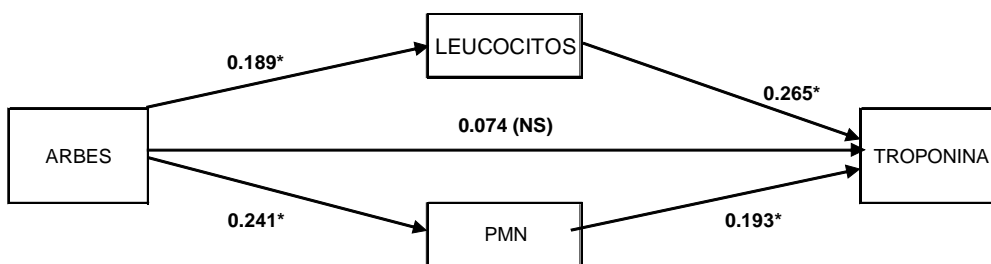 LEUCOCITOS
0.189*
0.265*
0.074 (NS)
ARBES
TROPONINA
0.241*
PMN
0.193*